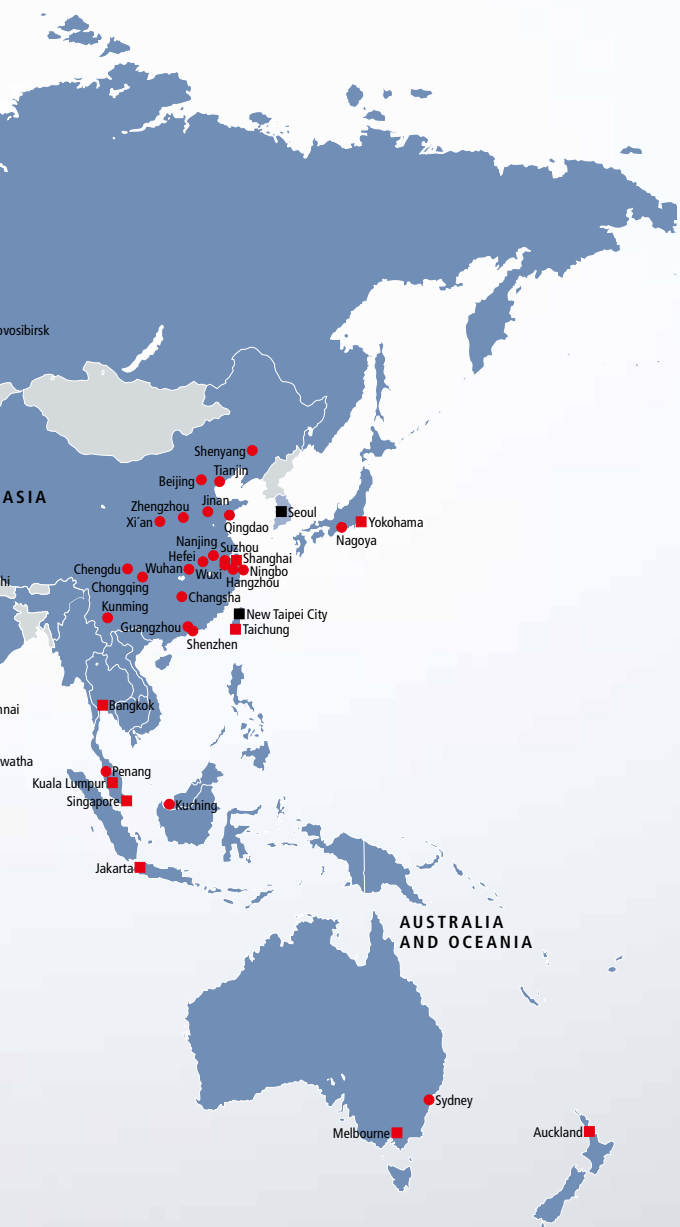 ovosibirsk
Shenyang
Tianjin
Beijing
ASIA
Jinan
Zhengzhou
Seoul
Xi'an
Yokohama
Qingdao
Nagoya
Nanjing
Suzhou
Hefei
Shanghai
Chengdu
Wuhan
Wuxi
Ningbo
hi
Hangzhou
Chongqing
Changsha
Kunming
New Taipei City
Guangzhou
Taichung
Shenzhen
Bangkok
nnai
watha
Penang
Kuala Lumpur
Singapore
Kuching
Jakarta
AUSTRALIA
AND OCEANIA
Sydney
Melbourne
Auckland